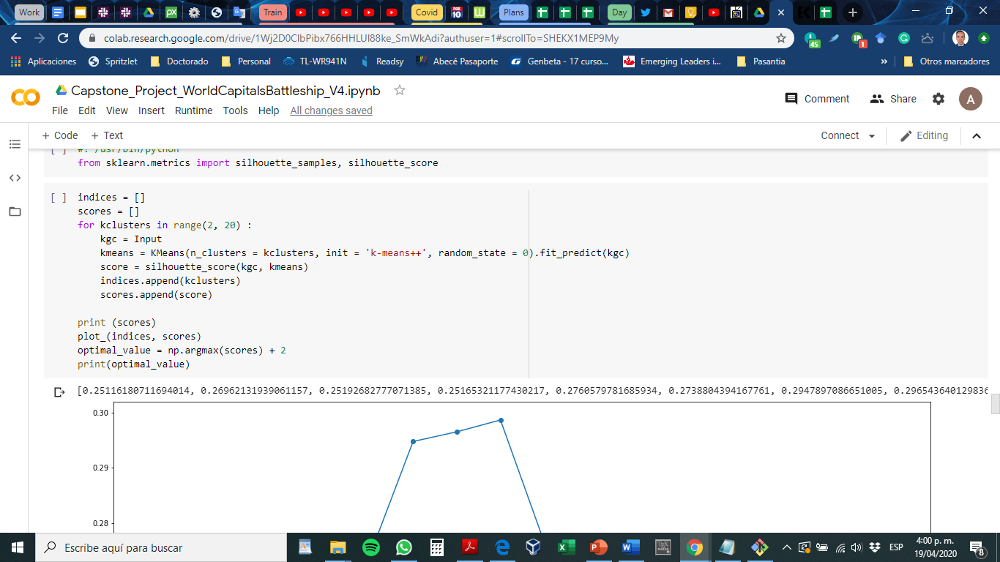 Work
Train
Covid
FOX 10
Plans
Day
colab.research.google.com/drive/1Wj2D0ClbPibx766HHLUl88ke_SmWkAdi?authuser=1#scrollTo=SHEKX1MEP9My
45
1
Aplicaciones
Spritzlet
Doctorado
Personal
TL-WR941N
Readsy
Abecé Pasaporte
Genbeta - 17 curso...
Emerging Leaders i...
Pasantia
»
Otros marcadores
Capstone_Project_WorldCapitalsBattleship_V4.ipynb
Comment
Share
A
File Edit View Insert Runtime Tools Help All changes saved
+ Code + Text
Connect
Editing
[ ] #! /usr/bin/python
from sklearn.metrics import silhouette_samples, silhouette_score
[ ] indices = []
scores = []
for kclusters in range(2, 20) :
kgc = Input
kmeans = KMeans(n_clusters = kclusters, init = 'k-means++', random_state = 0).fit_predict(kgc)
score = silhouette_score(kgc, kmeans)
indices.append(kclusters)
scores.append(score)
print (scores)
plot_(indices, scores)
optimal_value = np.argmax(scores) + 2
print(optimal_value)
[0.25116180711694014, 0.26962131939061157, 0.25192682777071385, 0.25165321177430217, 0.2760579781685934, 0.2738804394167761, 0.2947897086651005, 0.296543640129836
0.30
0.29
0.28
Escribe aquí para buscar
ESP
4:00 p. m.
19/04/2020
8